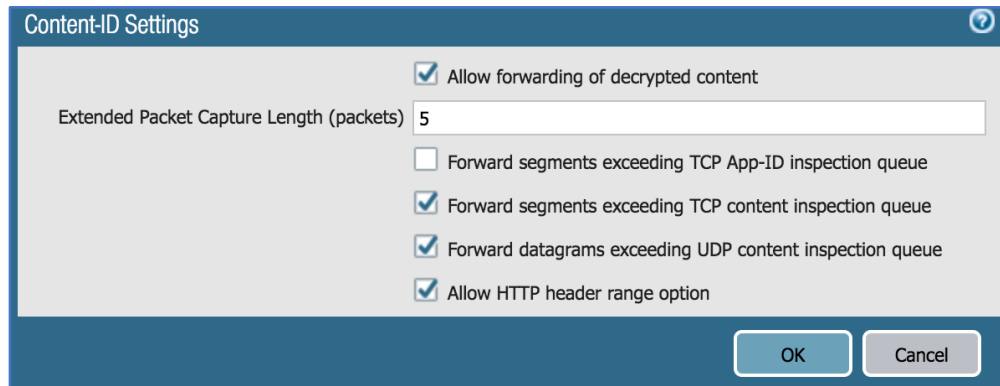 Content-ID Settings
Allow forwarding of decrypted content
Extended Packet Capture Length (packets) 5
Forward segments exceeding TCP App-ID inspection queue
Forward segments exceeding TCP content inspection queue
Forward datagrams exceeding UDP content inspection queue
Allow HTTP header range option
OK Cancel